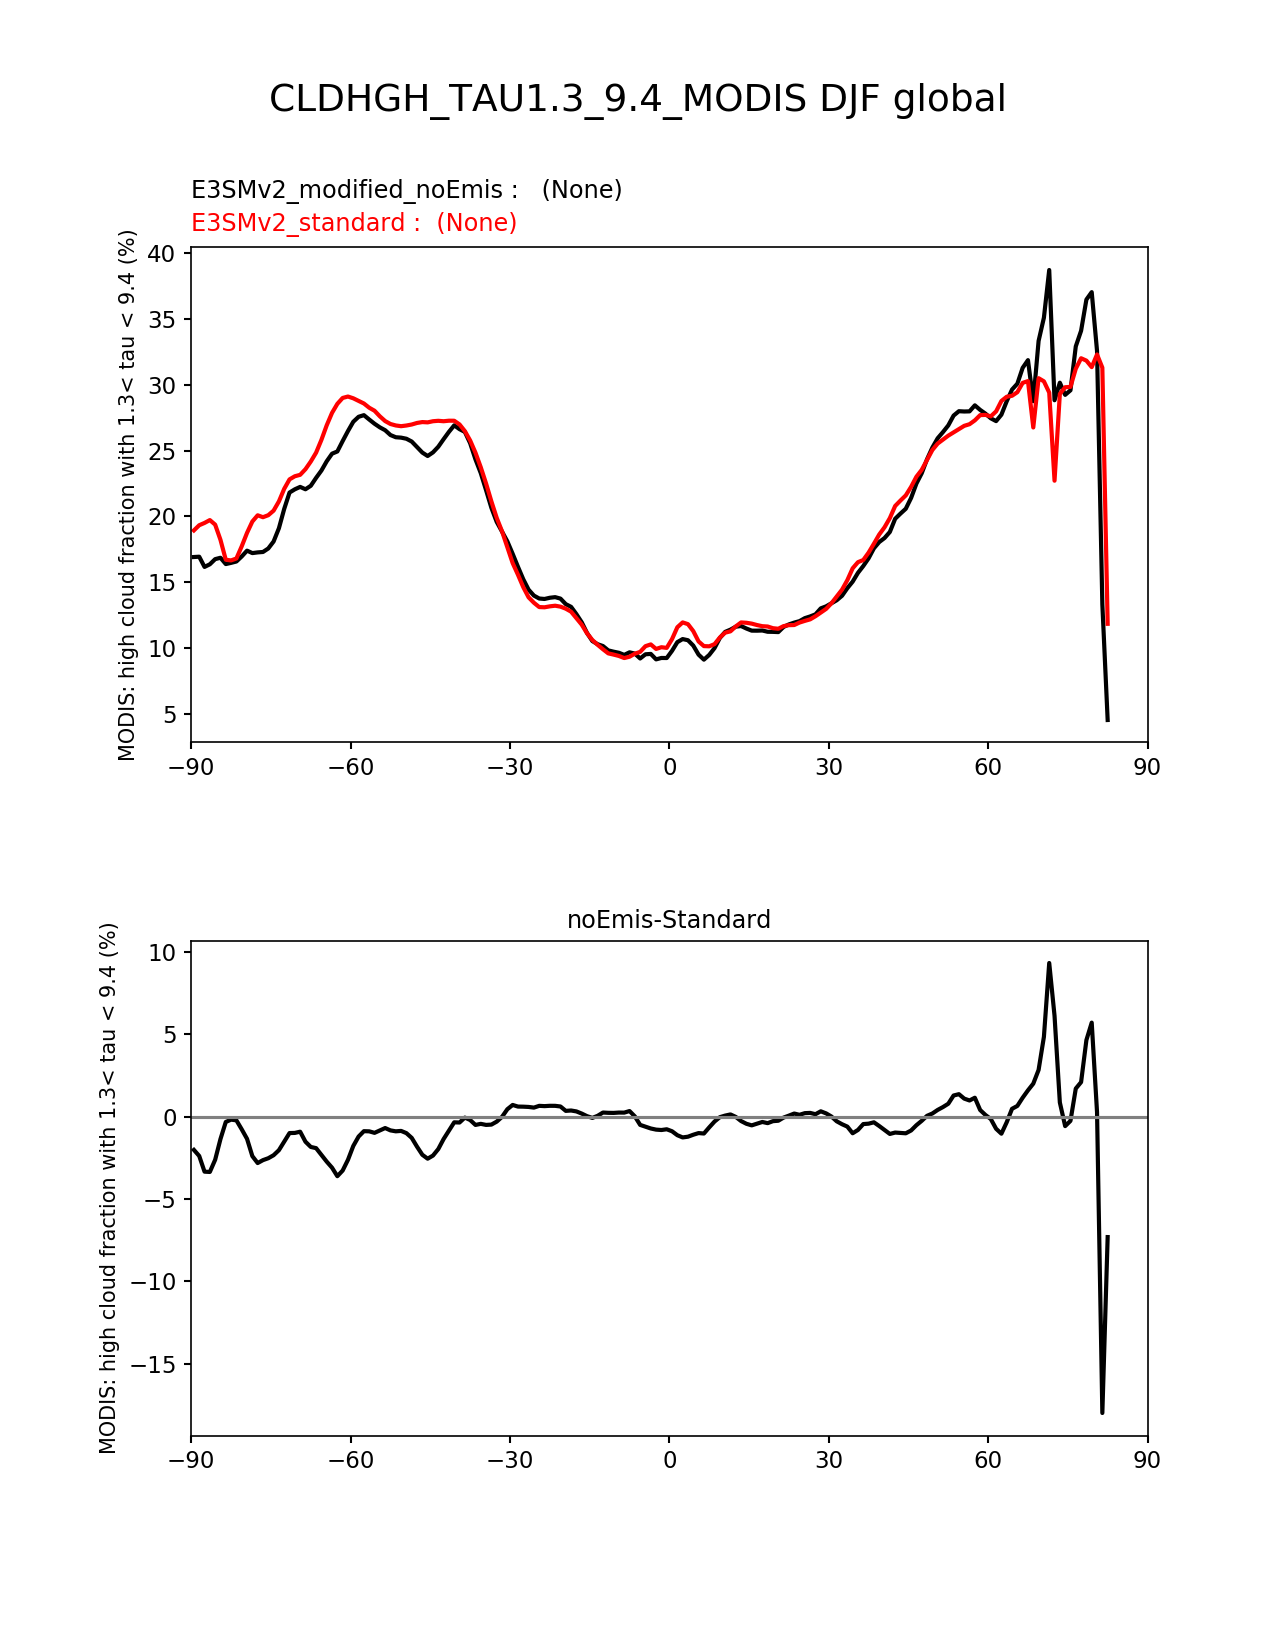 CLDHGH_TAU1.3_9.4_MODIS DJF global
E3SMv2_modified_noEmis :   (None)
E3SMv2_standard :  (None)
MODIS: high cloud fraction with 1.3< tau < 9.4 (%)
40
35
30
25
20
15
10
5
−90 −60 −30 0 30 60 90
noEmis-Standard
MODIS: high cloud fraction with 1.3< tau < 9.4 (%)
10
5
0
−5
−10
−15
−90 −60 −30 0 30 60 90